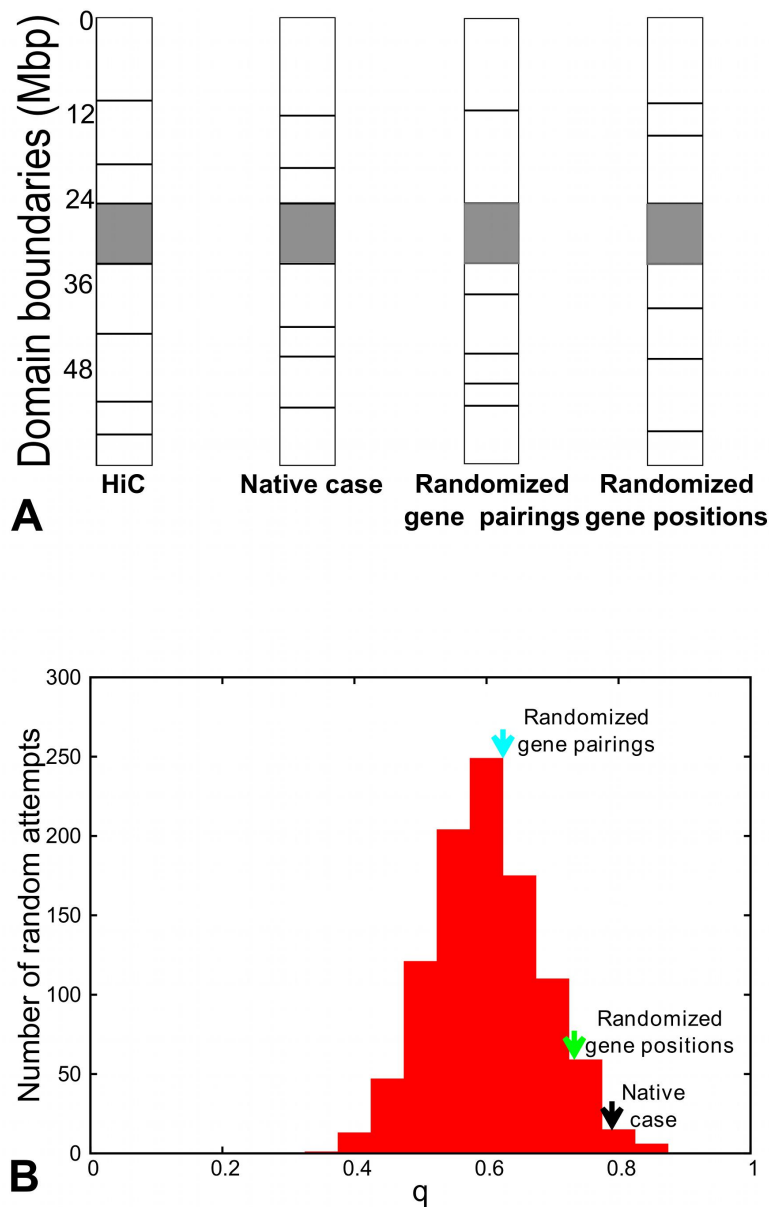 Domain boundaries (Mbp)
0
12
24
36
48
HiC
Native case
Randomized
gene pairings
Randomized
gene positions
A
Number of random attempts
300
250
200
150
100
50
0
Randomized
gene pairings
Randomized
gene positions
Native
case
0
0.2
0.4
0.6
0.8
1
q
B